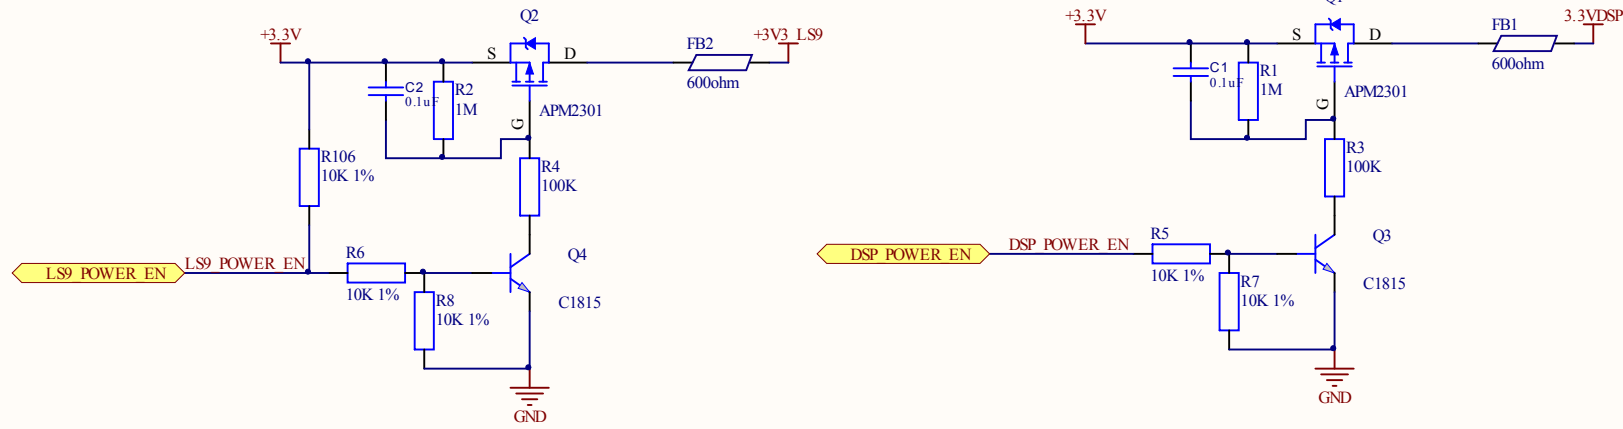 Q2
+3.3V
S
D
+3V3_LS9
FB2
600ohm
C2
0.1uF
R2
1M
G
APM2301
R106
10K 1%
R4
100K
LS9_POWER_EN
LS9_POWER_EN
R6
10K 1%
Q4
R8
10K 1%
C1815
GND
+3.3V
S
D
3.3VDSP
FB1
600ohm
C1
0.1uF
R1
1M
G
APM2301
R3
100K
DSP_POWER_EN
DSP_POWER_EN
R5
10K 1%
Q3
R7
10K 1%
C1815
GND